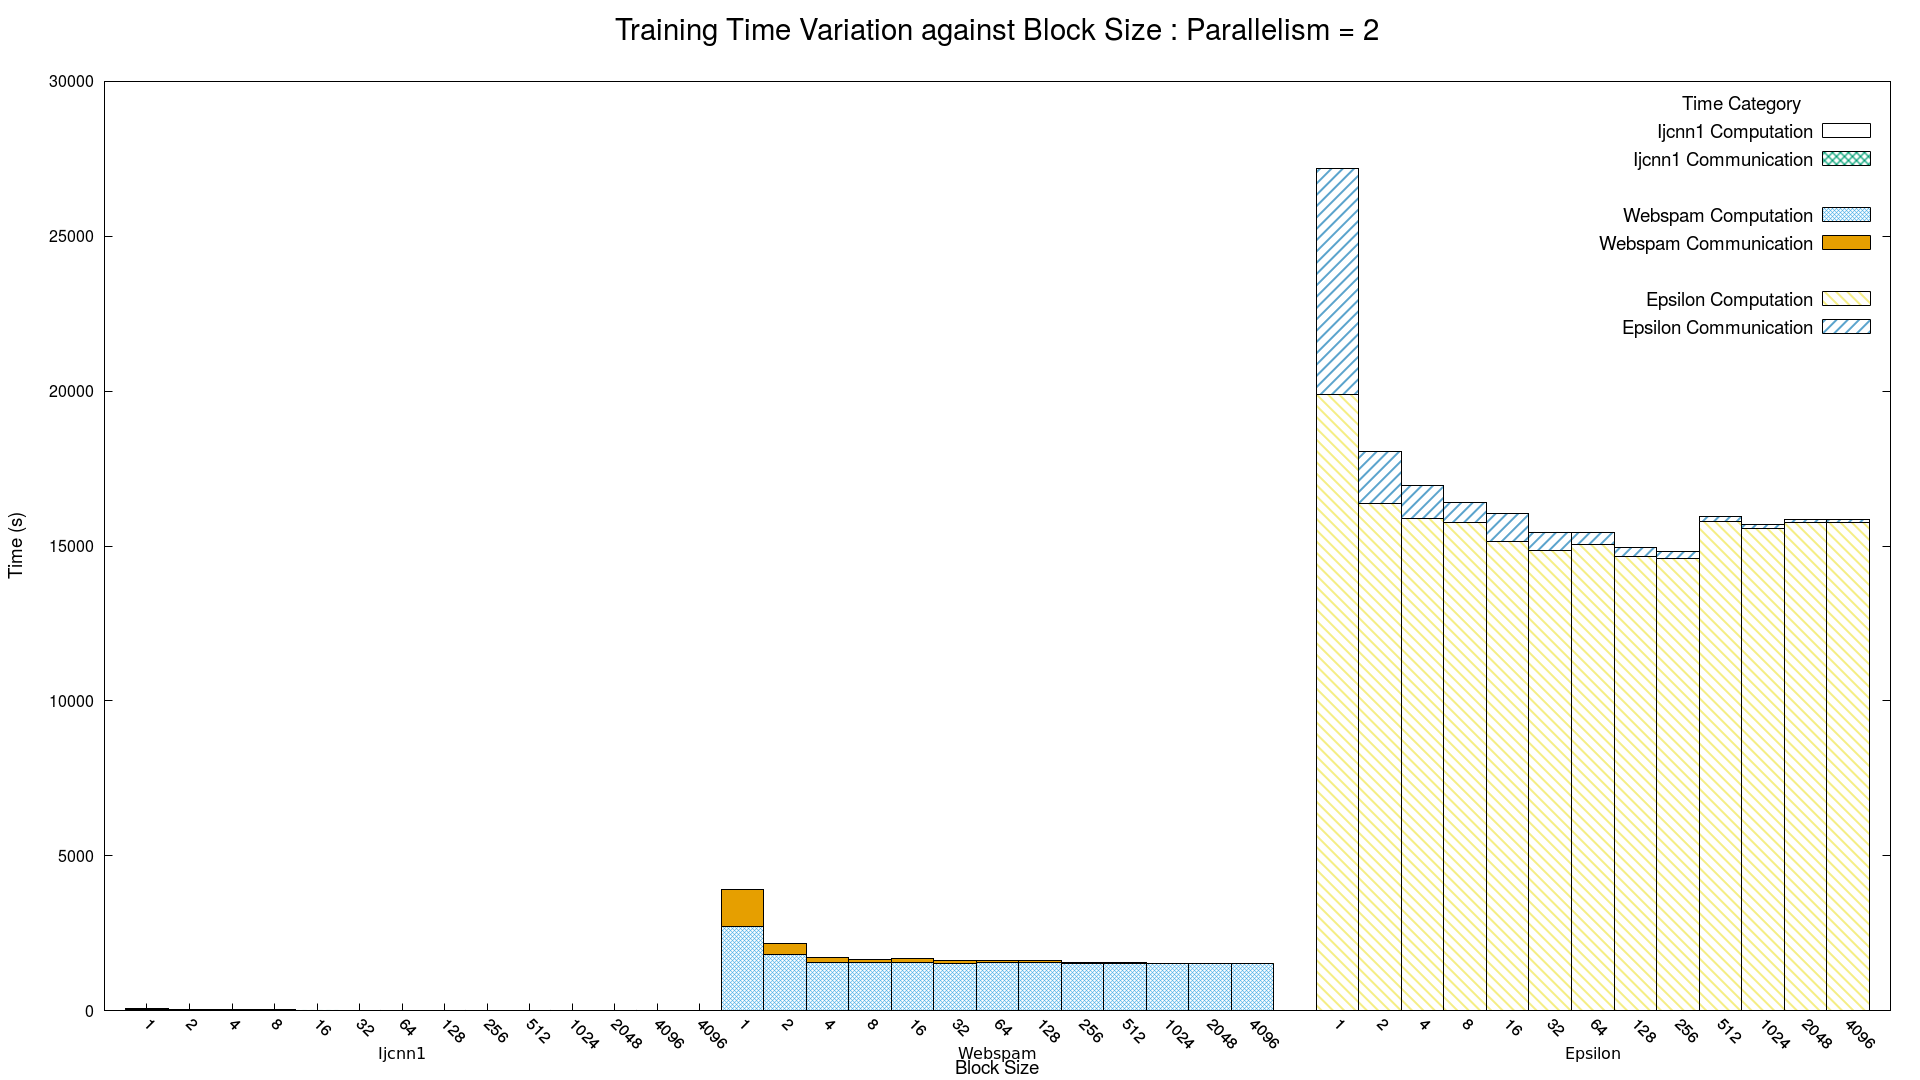 Training Time Variation against Block Size : Parallelism = 2
30000
25000
20000
15000
10000
5000
0
Time (s)
Time Category
Ijcnn1 Computation
Ijcnn1 Communication
Webspam Computation
Webspam Communication
Epsilon Computation
Epsilon Communication
1 2 4 8 16 32 64 128 256 512 1024 2048 4096 4096 1 2 4 8 16 32 64 128 256 512 1024 2048 4096 1 2 4 8 16 32 64 128 256 512 1024 2048 4096
Ijcnn1 Webspam Epsilon
Block Size